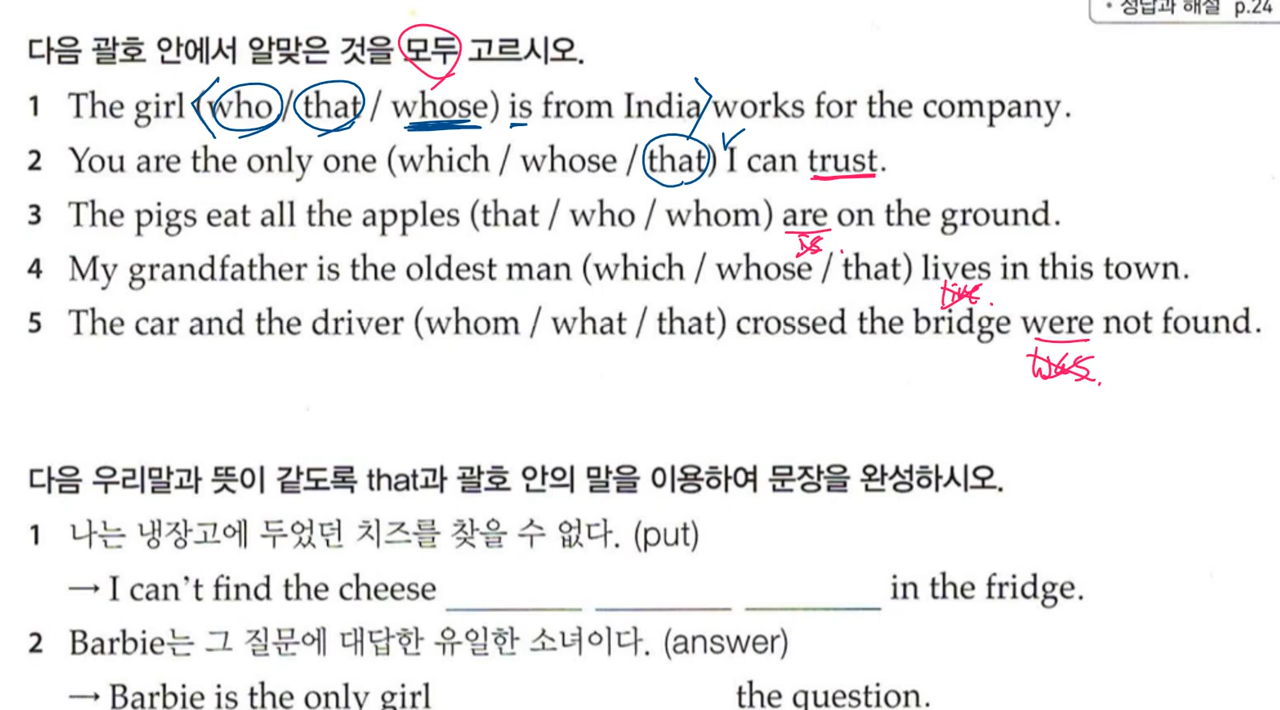 • 정답과 해설 p.24
다음 괄호 안에서 알맞은 것을 모두 고르시오.
1 The girl (who / that / whose) is from India works for the company.
2 You are the only one (which / whose / that) I can trust.
3 The pigs eat all the apples (that / who / whom) are on the ground.
is.
4 My grandfather is the oldest man (which / whose / that) lives in this town.
live.
5 The car and the driver (whom / what / that) crossed the bridge were not found.
was.
다음 우리말과 뜻이 같도록 that과 괄호 안의 말을 이용하여 문장을 완성하시오.
1 나는 냉장고에 두었던 치즈를 찾을 수 없다. (put)
→ I can't find the cheese ______ ______ ______ in the fridge.
2 Barbie는 그 질문에 대답한 유일한 소녀이다. (answer)
→ Barbie is the only girl the question.